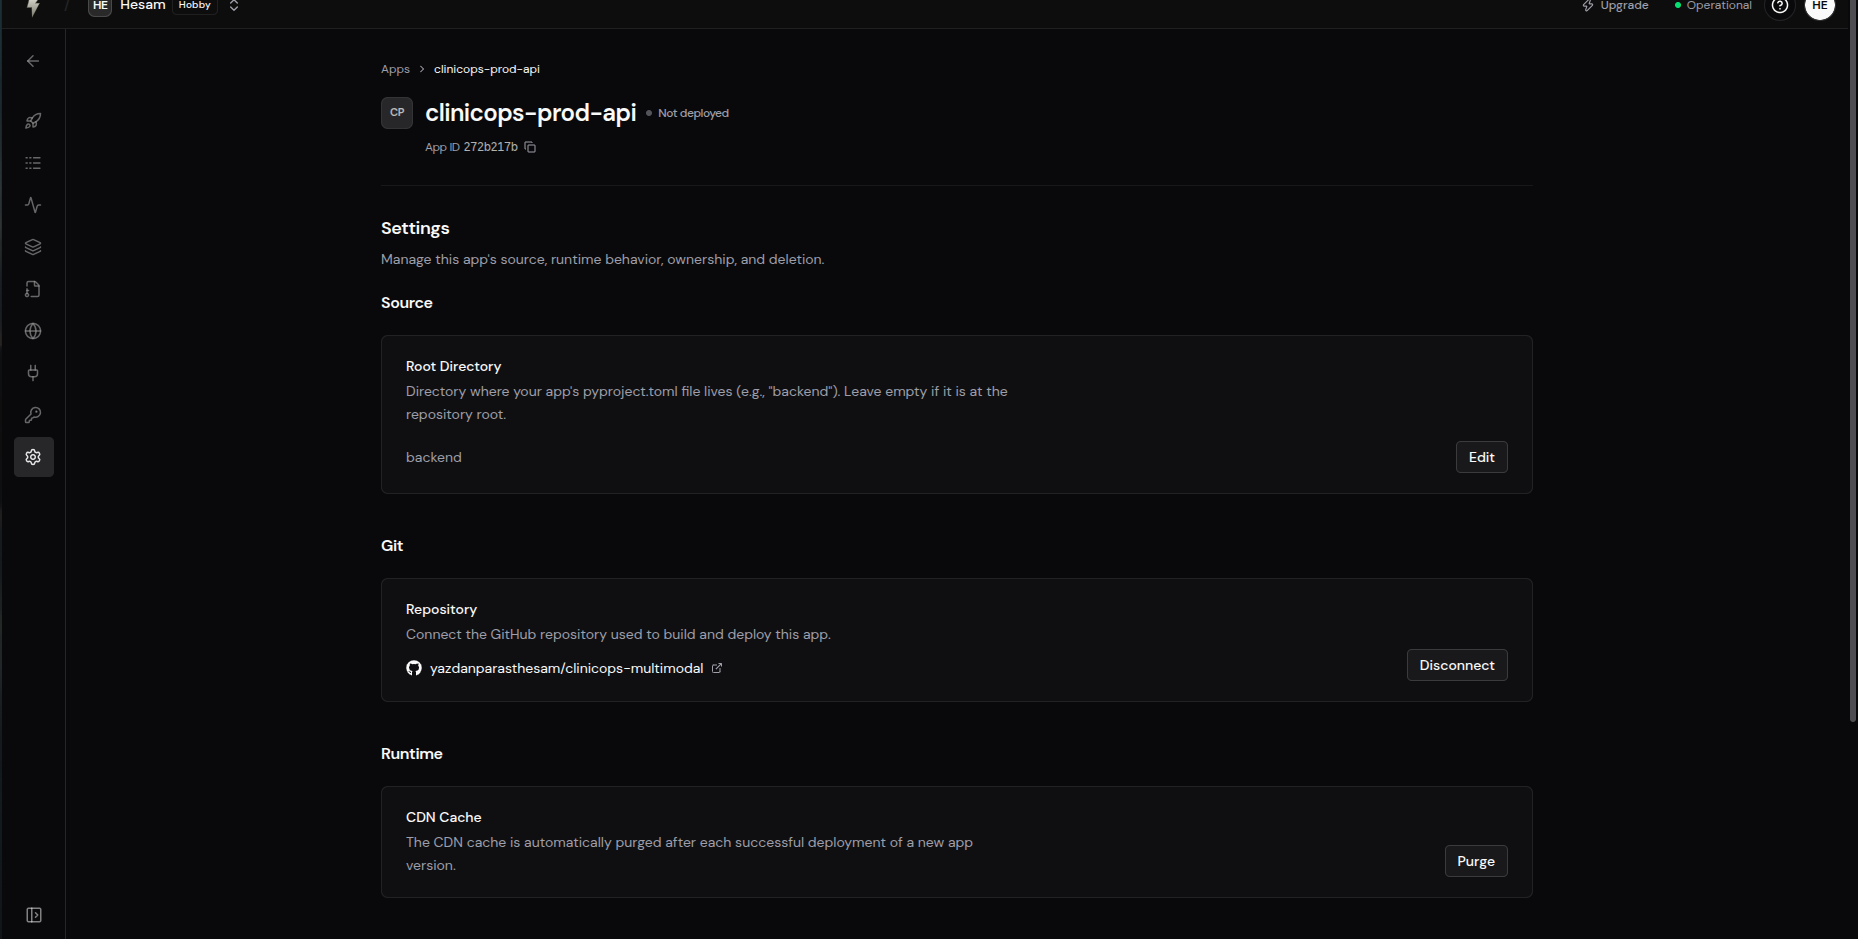 HE Hesam Hobby
Upgrade
Operational
HE
Apps > clinicops-prod-api
CP clinicops-prod-api Not deployed
App ID 272b217b
Settings
Manage this app's source, runtime behavior, ownership, and deletion.
Source
Root Directory
Directory where your app's pyproject.toml file lives (e.g., "backend"). Leave empty if it is at the
repository root.
backend
Edit
Git
Repository
Connect the GitHub repository used to build and deploy this app.
yazdanparasthesam/clinicops-multimodal
Disconnect
Runtime
CDN Cache
The CDN cache is automatically purged after each successful deployment of a new app
version.
Purge